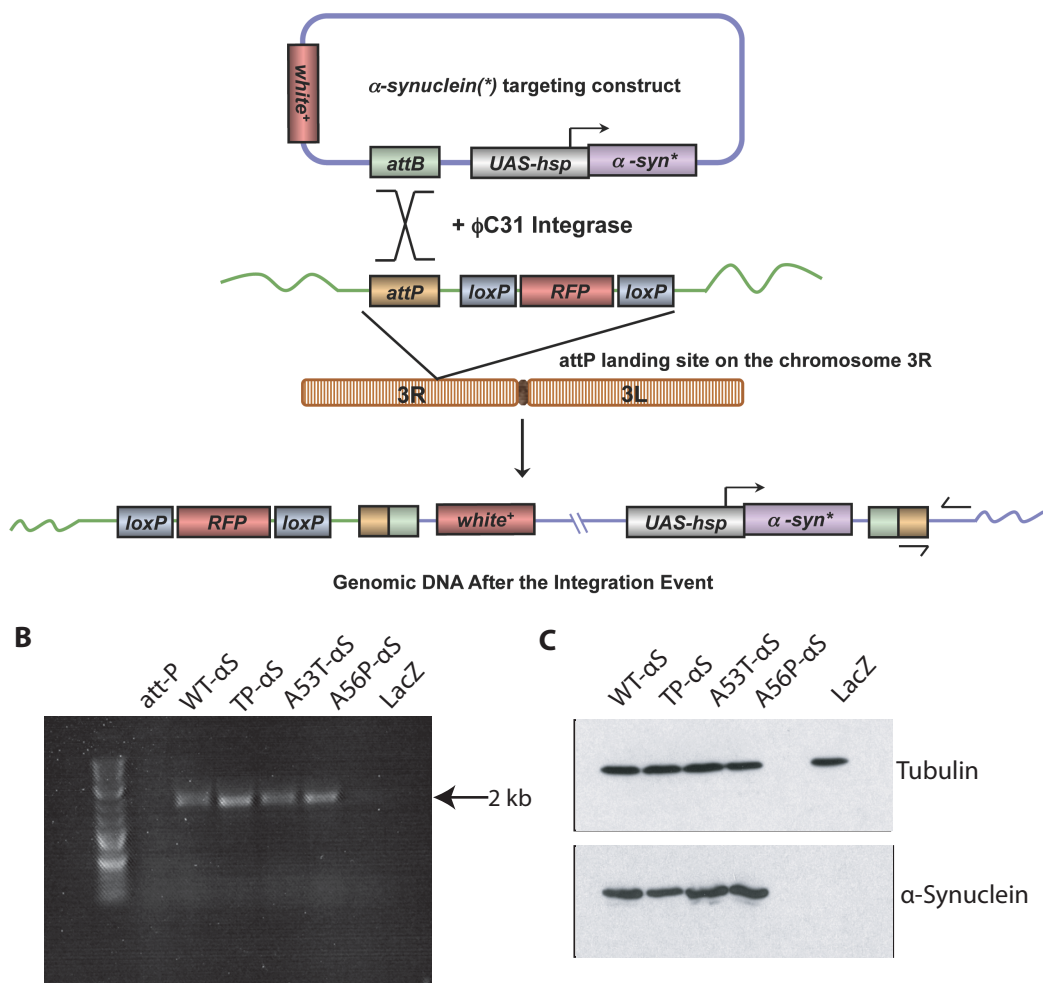 white⁺
α-synuclein(*) targeting construct
attB
UAS-hsp
α-syn*
+ ϕC31 Integrase
attP
loxP
RFP
loxP
attP landing site on the chromosome 3R
3R
3L
loxP
RFP
loxP
white⁺
UAS-hsp
α-syn*
Genomic DNA After the Integration Event
B
att-P
WT-αS
TP-αS
A53T-αS
A56P-αS
LacZ
2 kb
C
WT-αS
TP-αS
A53T-αS
A56P-αS
LacZ
Tubulin
α-Synuclein